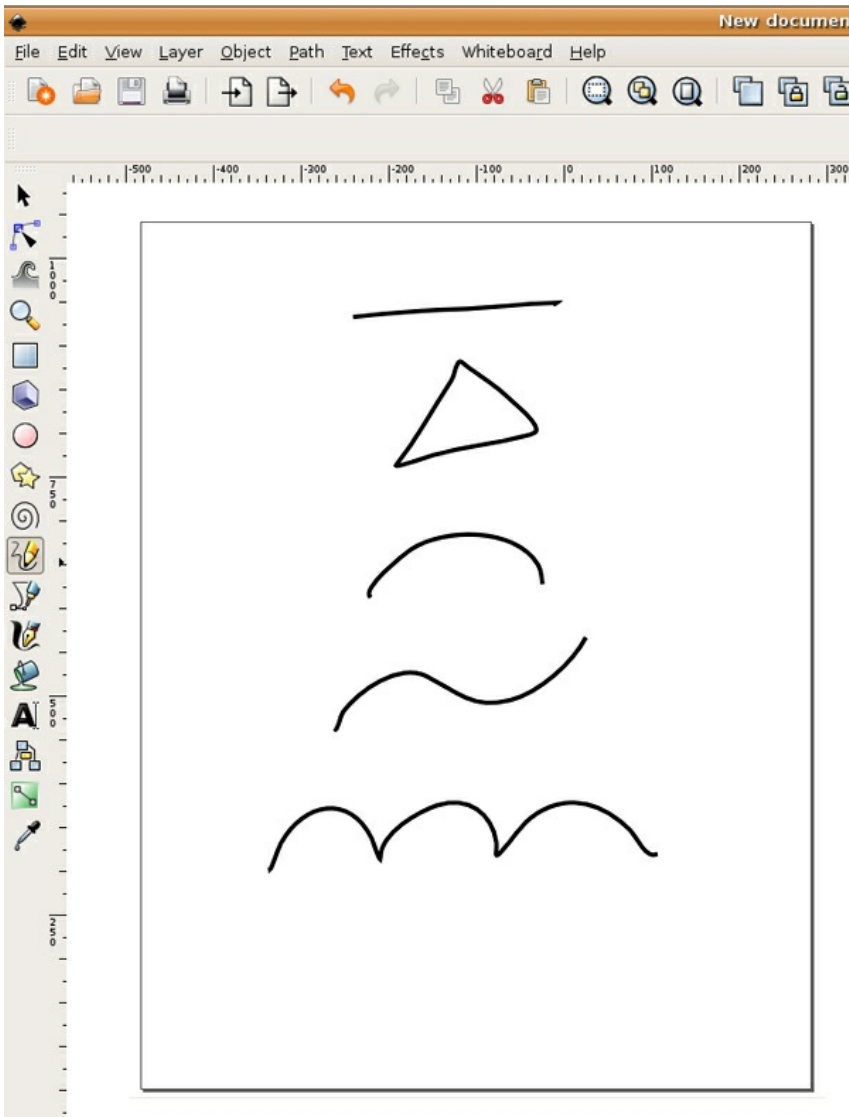 New documen
File Edit View Layer Object Path Text Effects Whiteboard Help
-500 -400 -300 -200 -100 0 100 200 300
1000
750
500
250